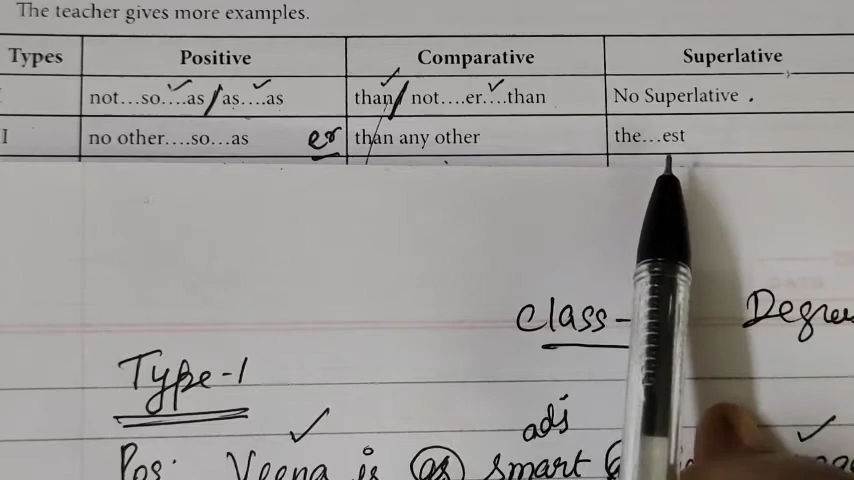 The teacher gives more examples.
Types Positive Comparative Superlative
not...so....as/as....as than/not....er....than No Superlative .
I no other....so...as er than any other the...est
Class- Degree
Type-1
adj
Pos: Veena is as smart